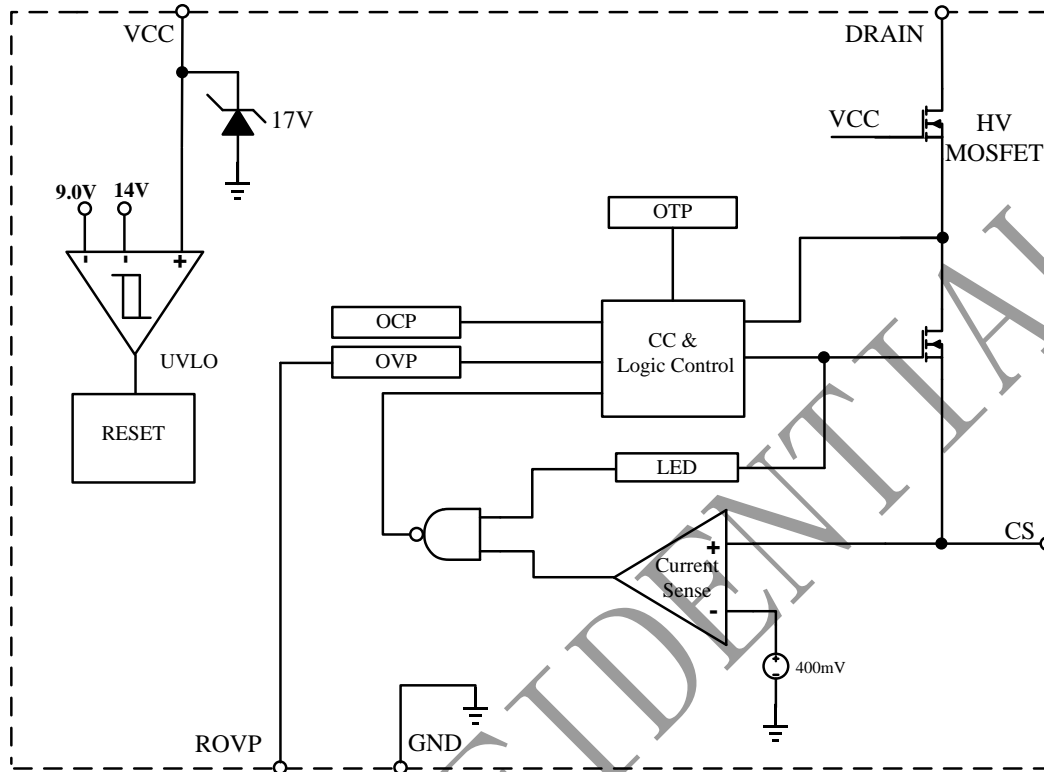 VCC
DRAIN
17V
VCC
HV
MOSFET
9.0V
14V
-
-
+
OTP
OCP
CC &
Logic Control
OVP
UVLO
RESET
LED
CS
+
Current
Sense
-
+
-
400mV
ROVP
GND
IDENTIAL